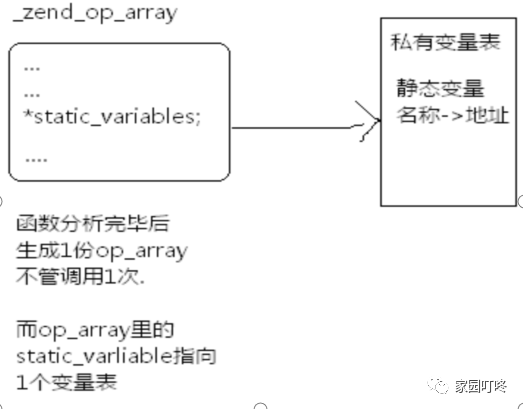 _zend_op_array
...
...
*static_variables;
....
私有变量表
静态变量
名称->地址
函数分析完毕后
生成1份op_array
不管调用1次.
而op_array里的
static_varliable指向
1个变量表
家园叮咚